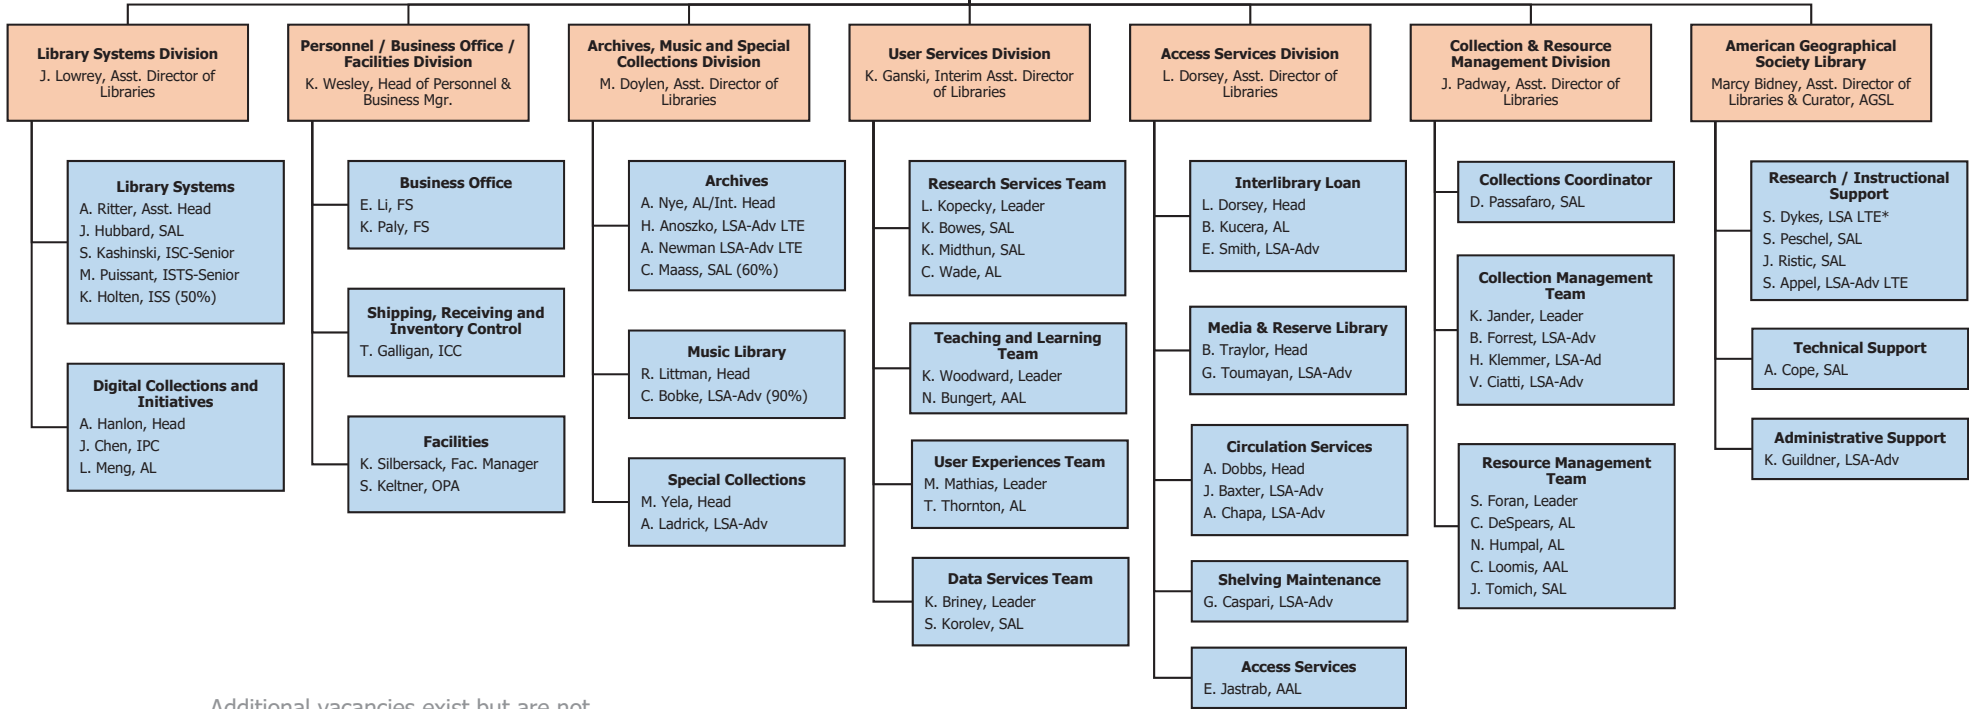 Library Systems Division
J. Lowrey, Asst. Director of
Libraries
Personnel / Business Office /
Facilities Division
K. Wesley, Head of Personnel &
Business Mgr.
Archives, Music and Special
Collections Division
M. Doylen, Asst. Director of
Libraries
User Services Division
K. Ganski, Interim Asst. Director
of Libraries
Access Services Division
L. Dorsey, Asst. Director of
Libraries
Collection & Resource
Management Division
J. Padway, Asst. Director of
Libraries
American Geographical
Society Library
Marcy Bidney, Asst. Director of
Libraries & Curator, AGSL
Library Systems
A. Ritter, Asst. Head
J. Hubbard, SAL
S. Kashinski, ISC-Senior
M. Puissant, ISTS-Senior
K. Holten, ISS (50%)
Digital Collections and
Initiatives
A. Hanlon, Head
J. Chen, IPC
L. Meng, AL
Business Office
E. Li, FS
K. Paly, FS
Shipping, Receiving and
Inventory Control
T. Galligan, ICC
Facilities
K. Silbersack, Fac. Manager
S. Keltner, OPA
Archives
A. Nye, AL/Int. Head
H. Anoszko, LSA-Adv LTE
A. Newman LSA-Adv LTE
C. Maass, SAL (60%)
Music Library
R. Littman, Head
C. Bobke, LSA-Adv (90%)
Special Collections
M. Yela, Head
A. Ladrick, LSA-Adv
Research Services Team
L. Kopecky, Leader
K. Bowes, SAL
K. Midthun, SAL
C. Wade, AL
Teaching and Learning
Team
K. Woodward, Leader
N. Bungert, AAL
User Experiences Team
M. Mathias, Leader
T. Thornton, AL
Data Services Team
K. Briney, Leader
S. Korolev, SAL
Interlibrary Loan
L. Dorsey, Head
B. Kucera, AL
E. Smith, LSA-Adv
Media & Reserve Library
B. Traylor, Head
G. Toumayan, LSA-Adv
Circulation Services
A. Dobbs, Head
J. Baxter, LSA-Adv
A. Chapa, LSA-Adv
Shelving Maintenance
G. Caspari, LSA-Adv
Access Services
E. Jastrab, AAL
Collections Coordinator
D. Passafaro, SAL
Collection Management
Team
K. Jander, Leader
B. Forrest, LSA-Adv
H. Klemmer, LSA-Ad
V. Ciatti, LSA-Adv
Resource Management
Team
S. Foran, Leader
C. DeSpears, AL
N. Humpal, AL
C. Loomis, AAL
J. Tomich, SAL
Research / Instructional
Support
S. Dykes, LSA LTE*
S. Peschel, SAL
J. Ristic, SAL
S. Appel, LSA-Adv LTE
Technical Support
A. Cope, SAL
Administrative Support
K. Guildner, LSA-Adv
Additional vacancies exist but are not